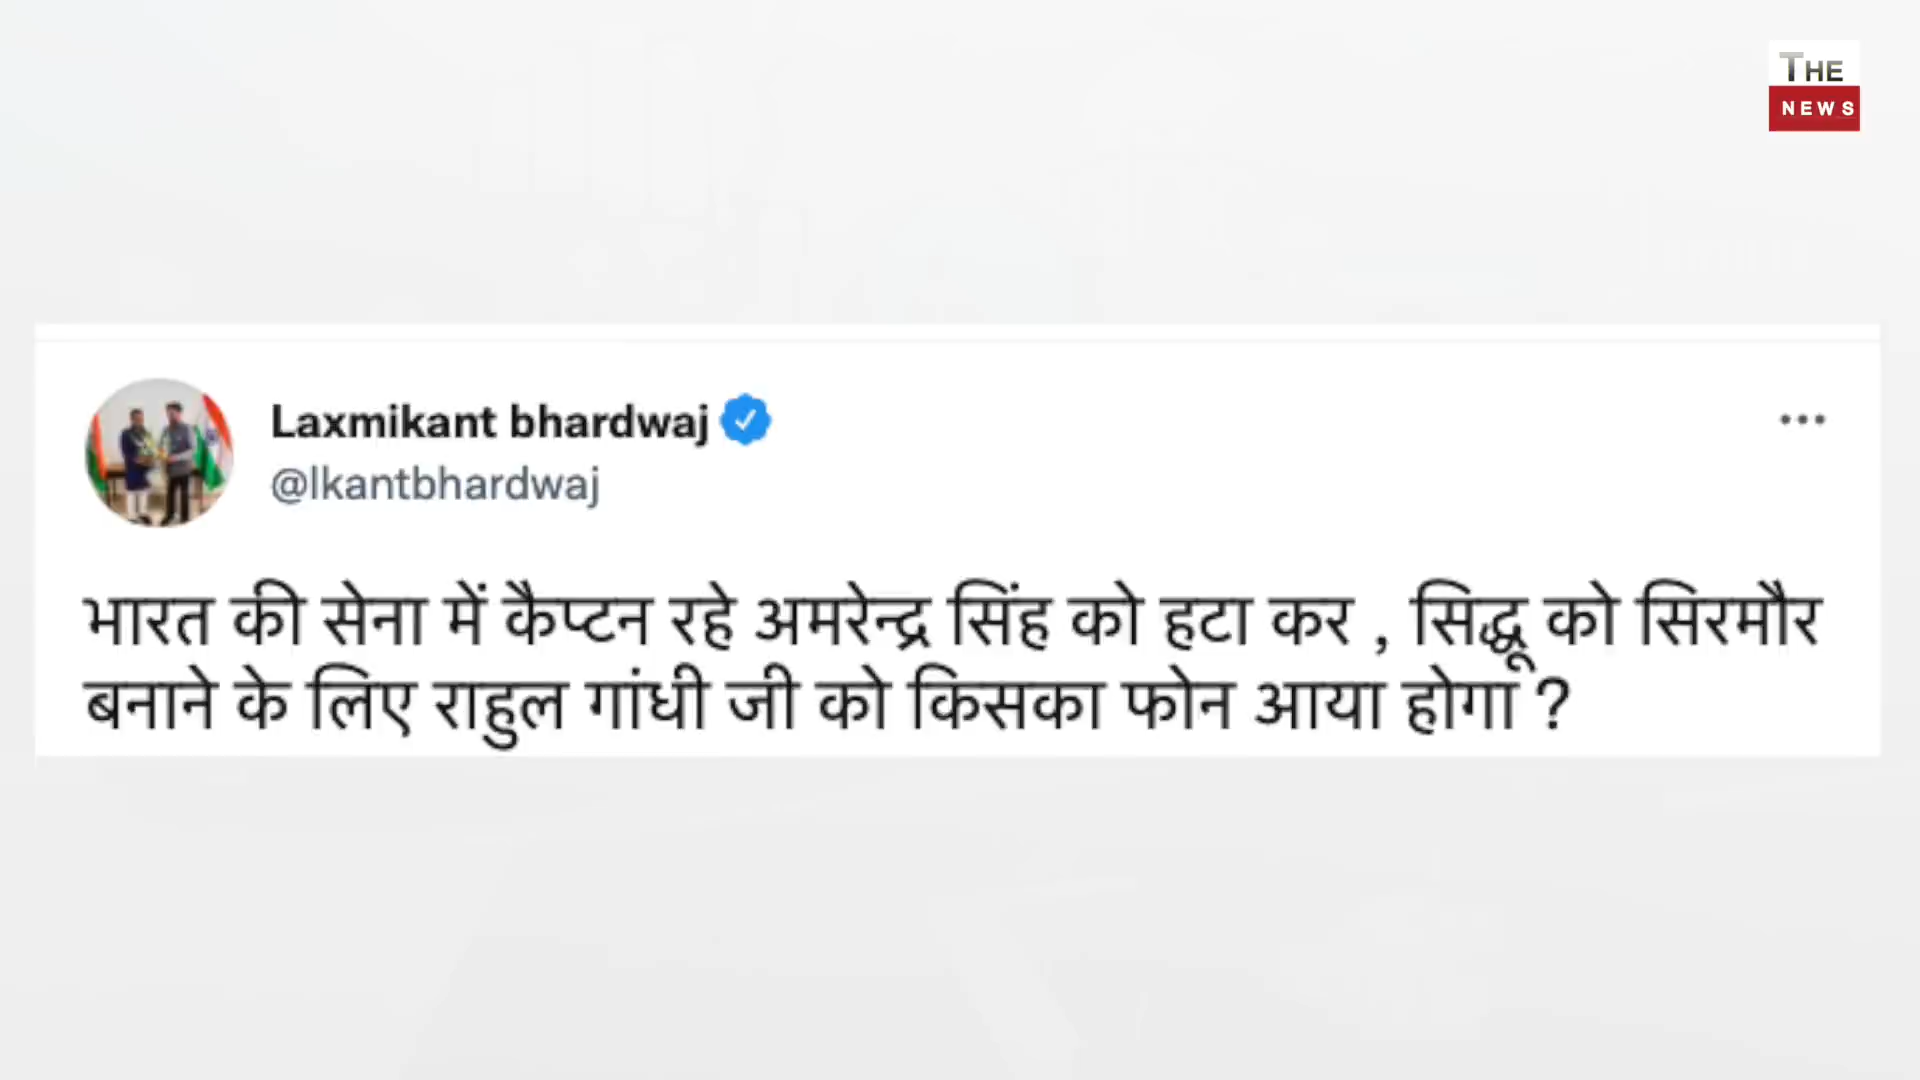 THE
NEWS
Laxmikant bhardwaj
@lkantbhardwaj
भारत की सेना में कैप्टन रहे अमरेन्द्र सिंह को हटा कर , सिद्धू को सिरमौर
बनाने के लिए राहुल गांधी जी को किसका फोन आया होगा ?